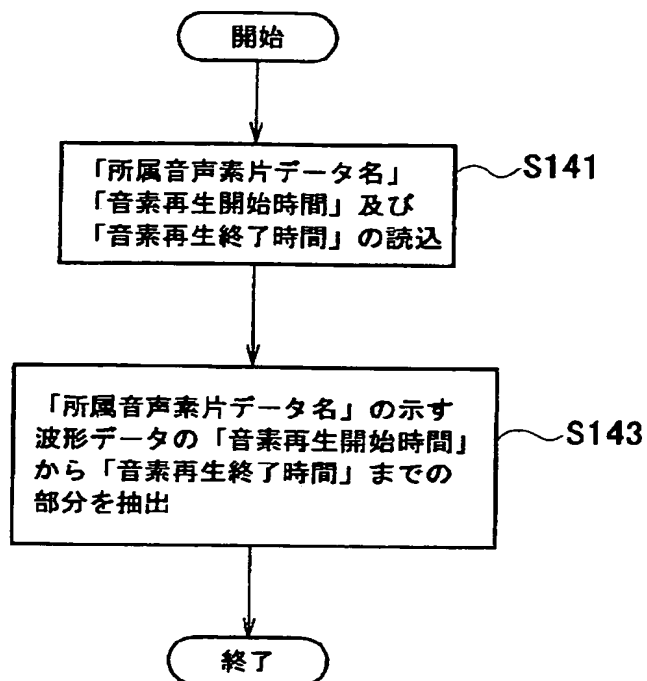 開始
「所属音声素片データ名」
「音素再生開始時間」及び
「音素再生終了時間」の読込
S141
「所属音声素片データ名」の示す
波形データの「音素再生開始時間」
から「音素再生終了時間」までの
部分を抽出
S143
終了